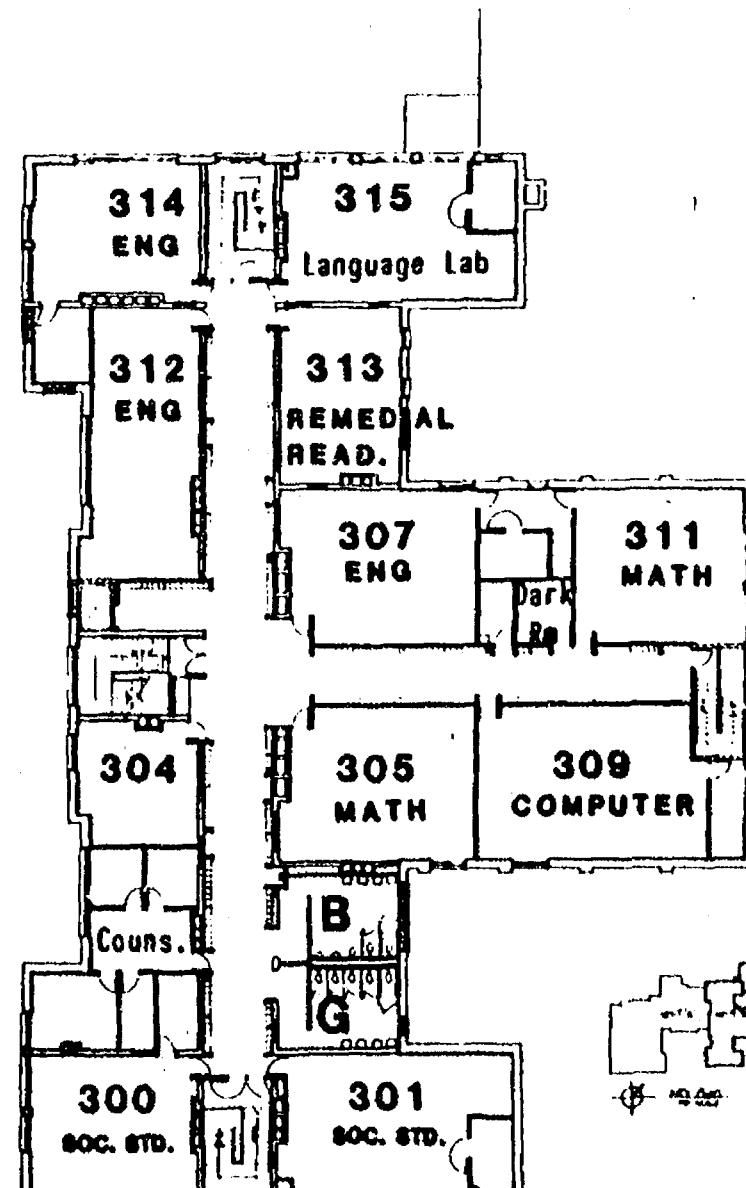 314
ENG
315
Language Lab
312
ENG
313
REMEDIAL
READ.
307
ENG
311
MATH
Dark
Rm
304
305
MATH
309
COMPUTER
B
Couns.
G
300
SOC. STD.
301
SOC. STD.